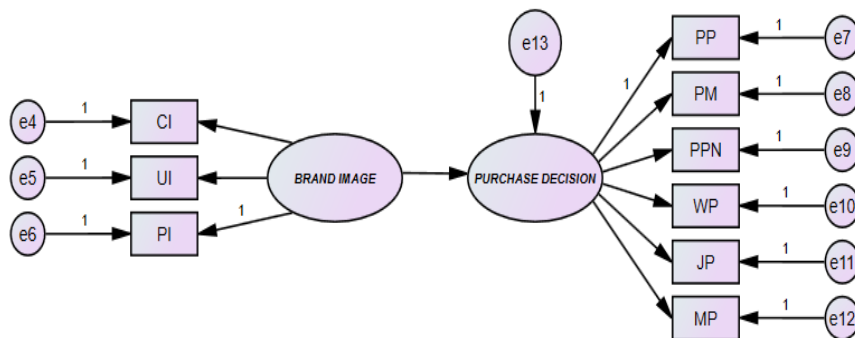 e13
1
1
PP
1
e7
1
PM
1
e8
e4
1
CI
PPN
1
e9
e5
1
UI
BRAND IMAGE
PURCHASE DECISION
WP
1
e10
e6
1
PI
1
JP
1
e11
MP
1
e12